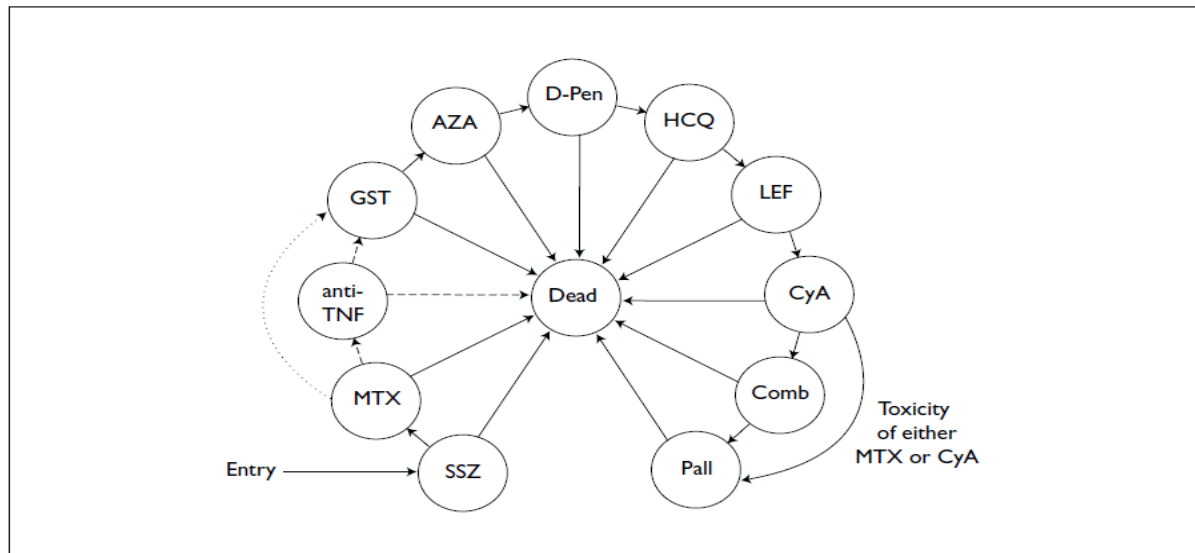 D-Pen
AZA
HCQ
GST
LEF
anti-
TNF
Dead
CyA
MTX
Comb
Toxicity
of either
MTX or CyA
Entry
SSZ
Pall